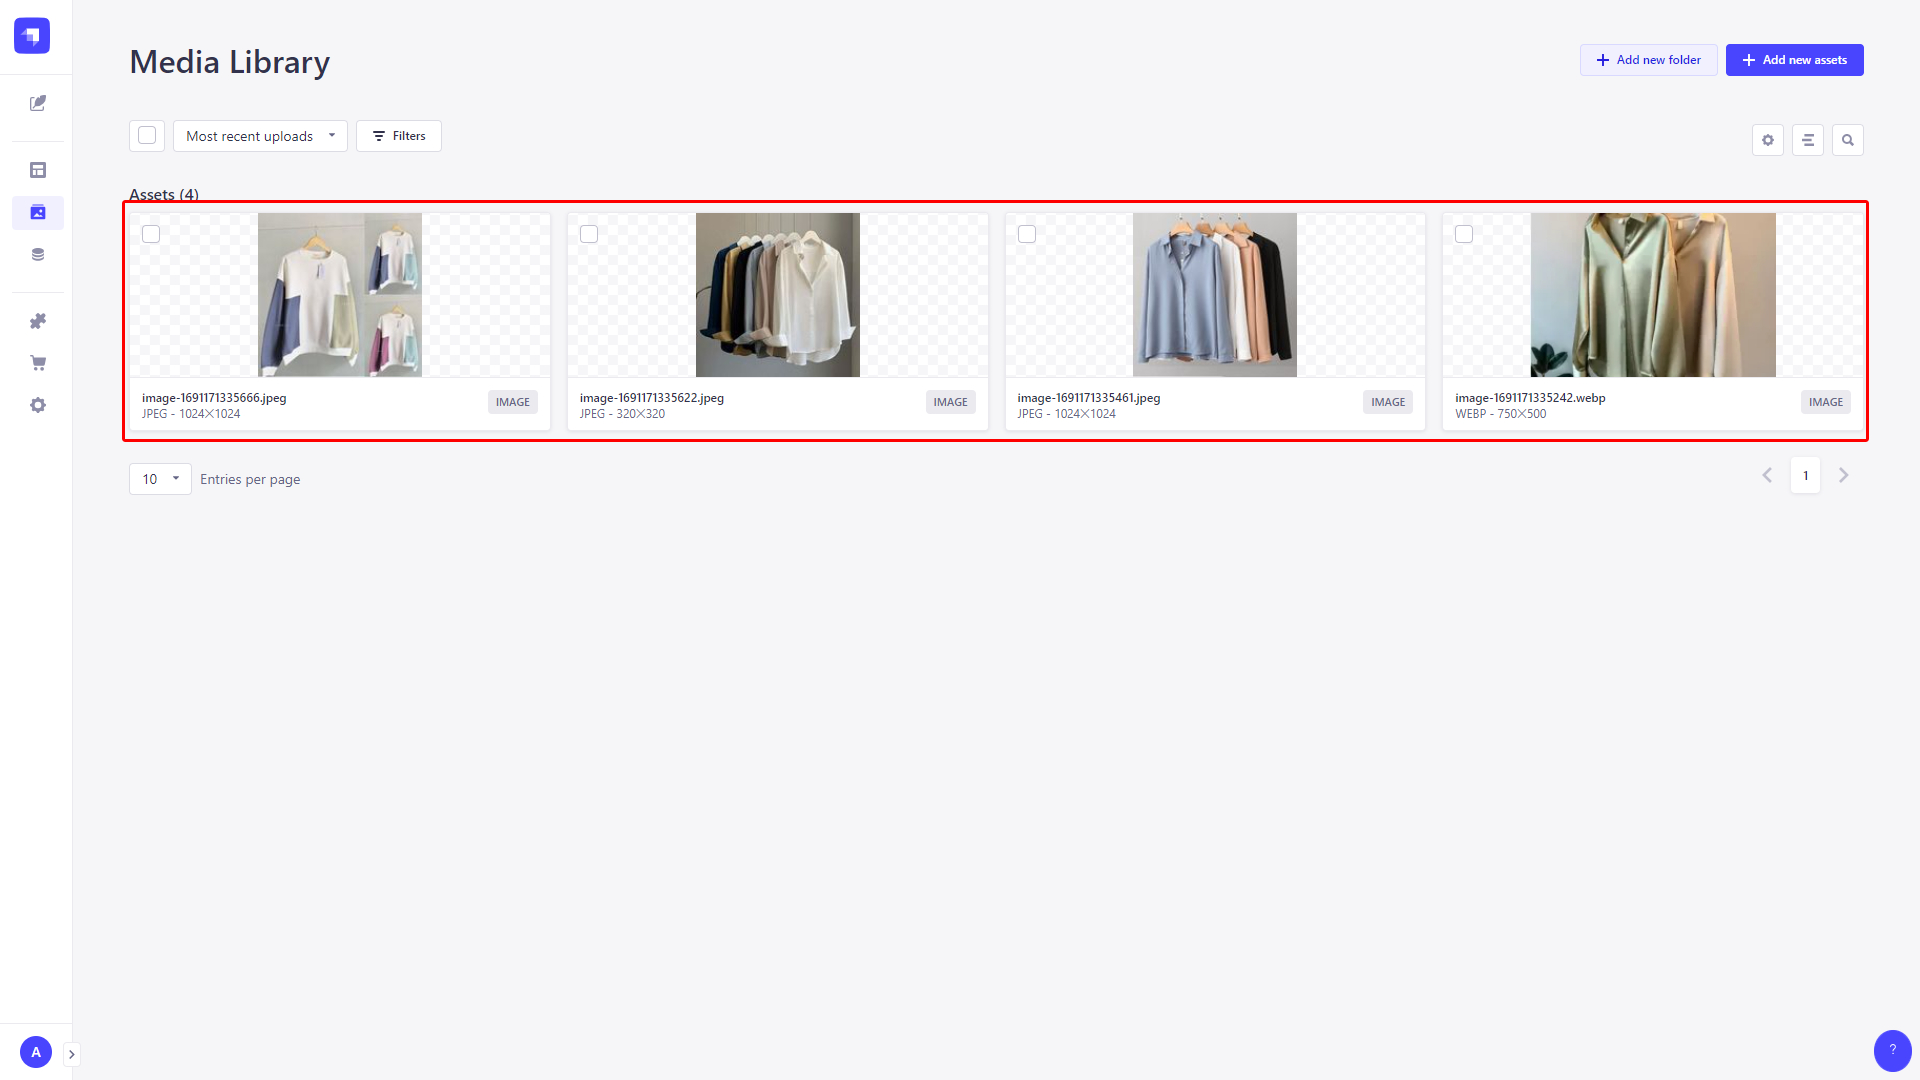 Media Library
Add new folder
Add new assets
Most recent uploads
Filters
Assets (4)
image-1691171335666.jpeg
JPEG - 1024✕1024
IMAGE
image-1691171335622.jpeg
JPEG - 320✕320
IMAGE
image-1691171335461.jpeg
JPEG - 1024✕1024
IMAGE
image-1691171335242.webp
WEBP - 750✕500
IMAGE
10
Entries per page
1
A
?